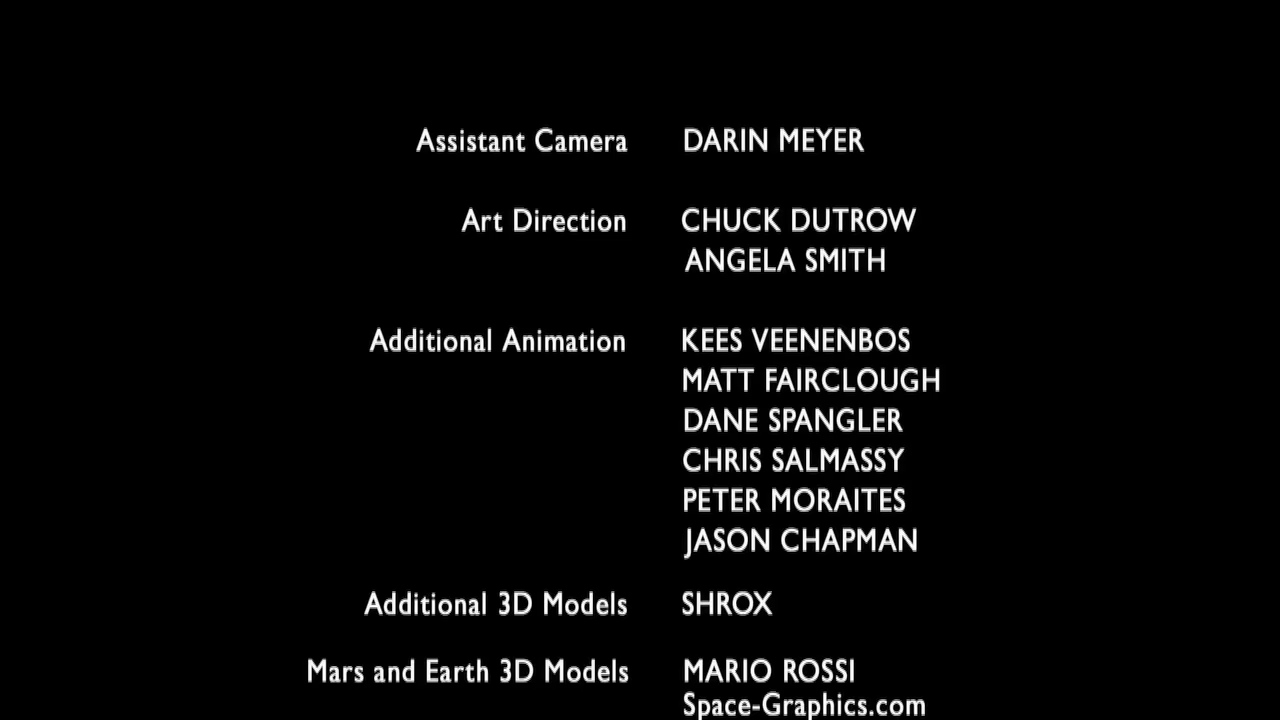 Assistant Camera DARIN MEYER
Art Direction CHUCK DUTROW
ANGELA SMITH
Additional Animation KEES VEENENBOS
MATT FAIRCLOUGH
DANE SPANGLER
CHRIS SALMASSY
PETER MORAITES
JASON CHAPMAN
Additional 3D Models SHROX
Mars and Earth 3D Models MARIO ROSSI
Space-Graphics.com